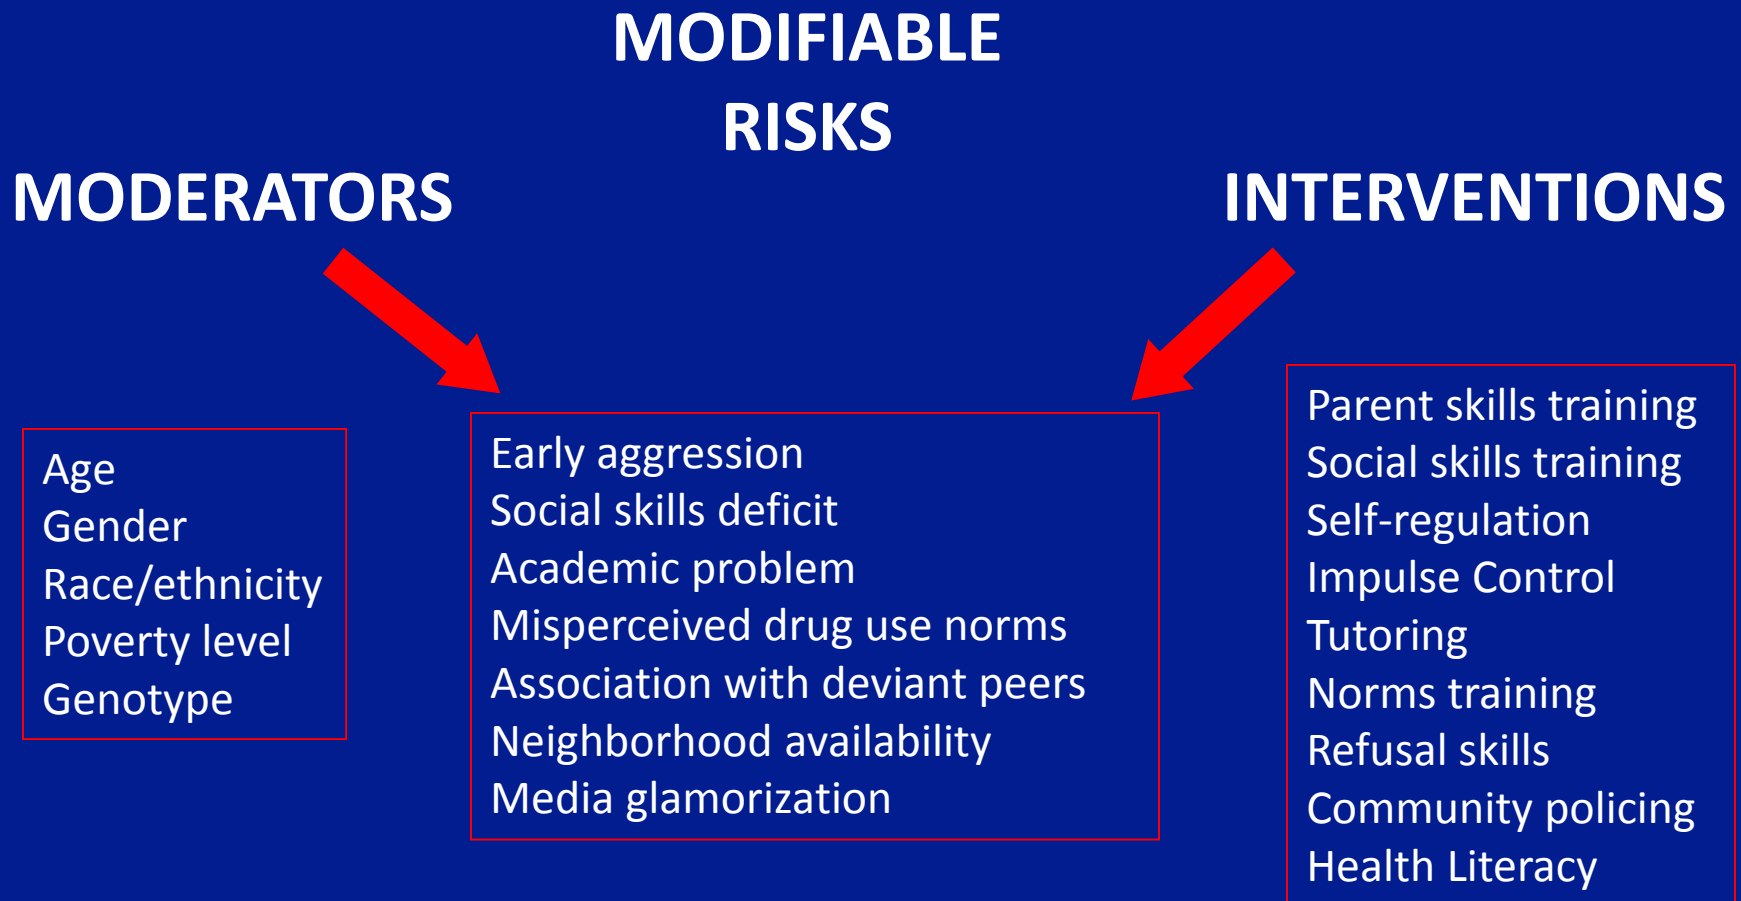 MODIFIABLE
RISKS
MODERATORS
INTERVENTIONS
Age
Gender
Race/ethnicity
Poverty level
Genotype
Early aggression
Social skills deficit
Academic problem
Misperceived drug use norms
Association with deviant peers
Neighborhood availability
Media glamorization
Parent skills training
Social skills training
Self-regulation
Impulse Control
Tutoring
Norms training
Refusal skills
Community policing
Health Literacy